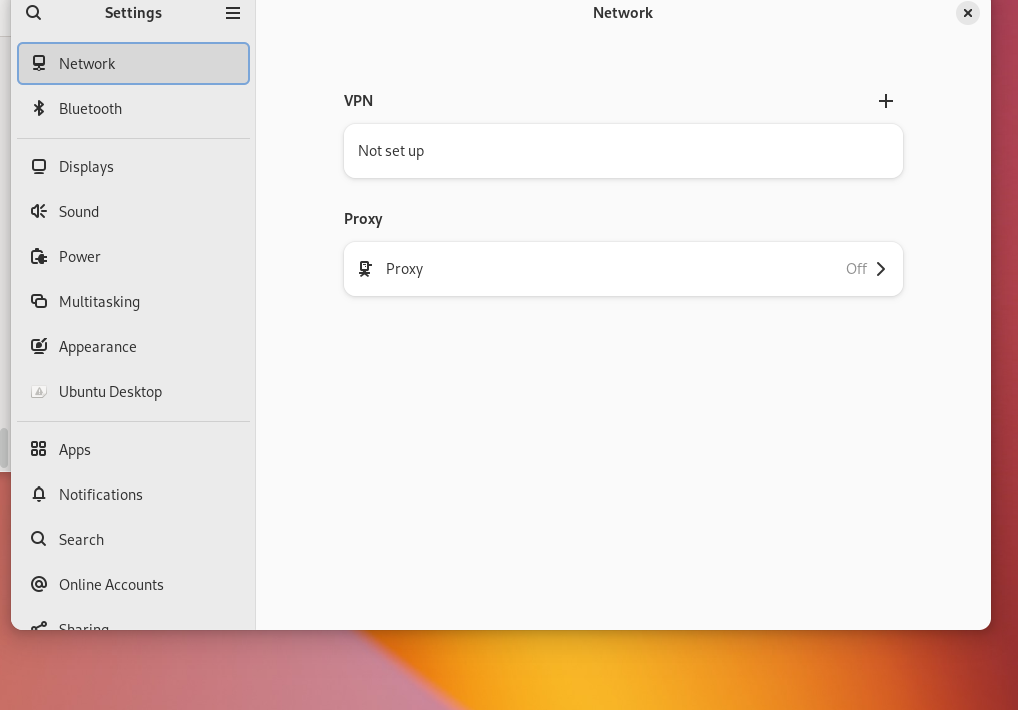 Settings
Network
Network
Bluetooth
Displays
Sound
Power
Multitasking
Appearance
Ubuntu Desktop
Apps
Notifications
Search
Online Accounts
Sharing
VPN
Not set up
Proxy
Proxy
Off